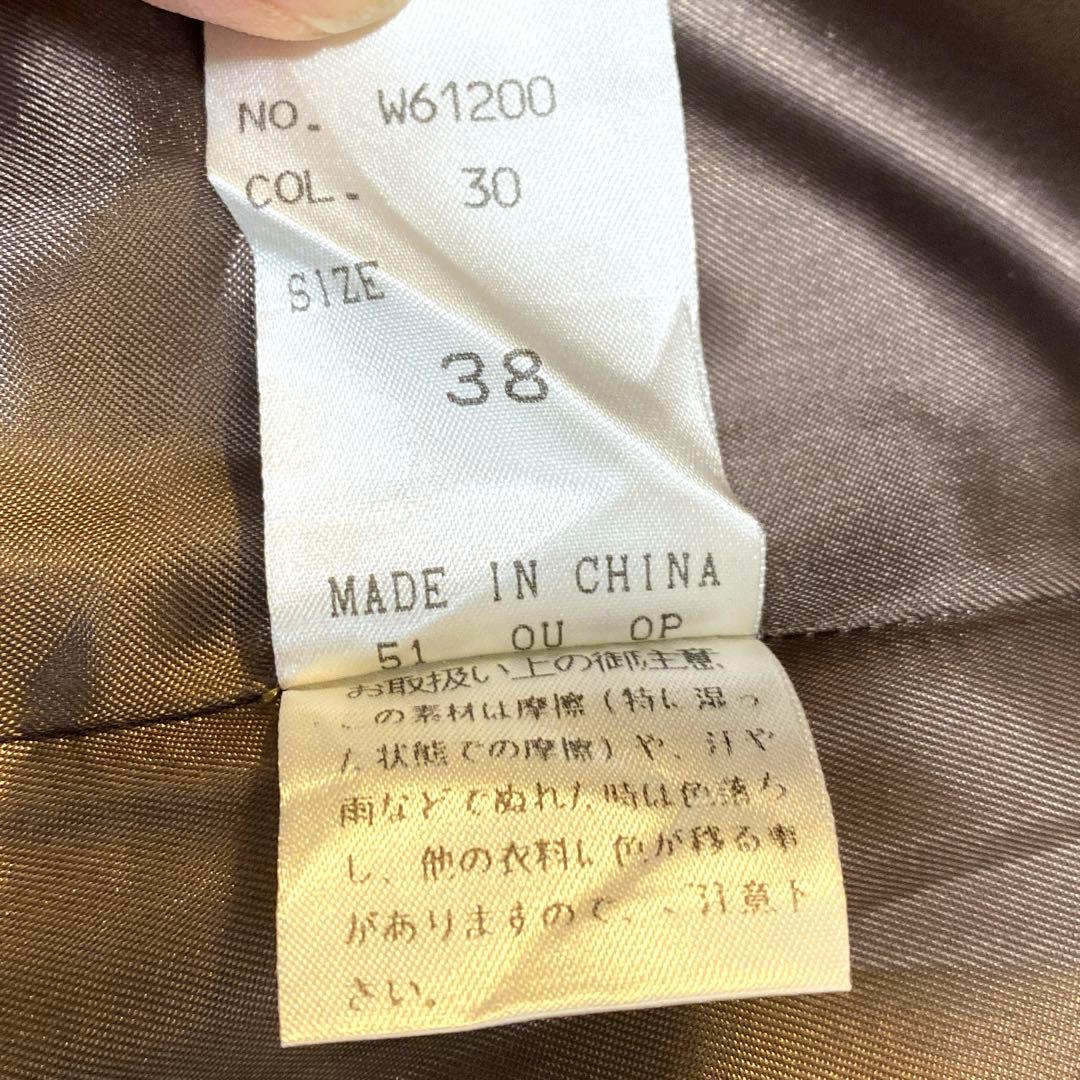 NO. W61200
COL. 30
SIZE
38
MADE IN CHINA
51 OU OP
お取扱い上の御注意、
この素材は摩擦（特に湿っ
た状態での摩擦）や、汗や
雨などでぬれた時は色落ち
し、他の衣料に色が移る事
がありますので、ご注意下
さい。